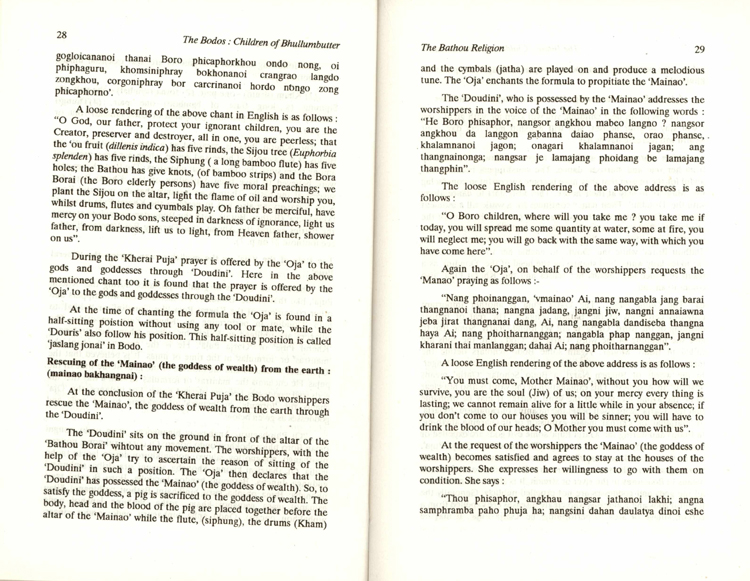 28
The Bodos : Children of Bhullumbutter
gogloicananoi thanai Boro phicaphorkhou ondo nong, oi
phiphaguru, khomsiniphray bokhonanoi crangrao langdo
zongkhou, corgoniphray bor carcrinanoi hordo nongo zong
phicaphorno'.
A loose rendering of the above chant in English is as follows :
"O God, our father, protect your ignorant children, you are the
Creator, preserver and destroyer, all in one, you are peerless; that
the 'ou fruit (dillenis indica) has five rinds, the Sijou tree (Euphorbia
splenden) has five rinds, the Siphung ( a long bamboo flute) has five
holes; the Bathou has give knots, (of bamboo strips) and the Bora
Borai (the Boro elderly persons) have five moral preachings; we
plant the Sijou on the altar, light the flame of oil and worship you,
whilst drums, flutes and cyumbals play. Oh father be merciful, have
mercy on your Bodo sons, steeped in darkness of ignorance, light us
father, from darkness, lift us to light, from Heaven father, shower
on us".
During the 'Kherai Puja' prayer is offered by the 'Oja' to the
gods and goddesses through 'Doudini'. Here in the above
mentioned chant too it is found that the prayer is offered by the
'Oja' to the gods and goddesses through the 'Doudini'.
At the time of chanting the formula the 'Oja' is found in a
half-sitting poistion without using any tool or mate, while the
'Douris' also follow his position. This half-sitting position is called
'jaslang jonai' in Bodo.
Rescuing of the 'Mainao' (the goddess of wealth) from the earth :
(mainao bakhangnai) :
At the conclusion of the 'Kherai Puja' the Bodo worshippers
rescue the 'Mainao', the goddess of wealth from the earth through
the 'Doudini'.
The 'Doudini' sits on the ground in front of the altar of the
'Bathou Borai' wihtout any movement. The worshippers, with the
help of the 'Oja' try to ascertain the reason of sitting of the
'Doudini' in such a position. The 'Oja' then declares that the
'Doudini' has possessed the 'Mainao' (the goddess of wealth). So, to
satisfy the goddess, a pig is sacrificed to the goddess of wealth. The
body, head and the blood of the pig are placed together before the
altar of the 'Mainao' while the flute, (siphung), the drums (Kham)
The Bathou Religion
29
and the cymbals (jatha) are played on and produce a melodious
tune. The 'Oja' enchants the formula to propitiate the 'Mainao'.
The 'Doudini', who is possessed by the 'Mainao' addresses the
worshippers in the voice of the 'Mainao' in the following words :
"He Boro phisaphor, nangsor angkhou mabeo langno ? nangsor
angkhou da langgon gabanna daiao phanse, orao phanse,
khalamnanoi jagon; onagari khalamnanoi jagan; ang
thangnainonga; nangsar je lamajang phoidang be lamajang
thangphin".
The loose English rendering of the above address is as
follows :
"O Boro children, where will you take me ? you take me if
today, you will spread me some quantity at water, some at fire, you
will neglect me; you will go back with the same way, with which you
have come here".
Again the 'Oja', on behalf of the worshippers requests the
'Manao' praying as follows :-
"Nang phoinanggan, 'vmainao' Ai, nang nangabla jang barai
thangnanoi thana; nangna jadang, jangni jiw, nangni annaiawna
jeba jirat thangnanai dang, Ai, nang nangabla dandiseba thangna
haya Ai; nang phoitharnanggan; nangabla phap nanggan, jangni
kharani thai manlanggan; dahai Ai; nang phoitharnanggan".
A loose English rendering of the above address is as follows :
"You must come, Mother Mainao', without you how will we
survive, you are the soul (Jiw) of us; on your mercy every thing is
lasting; we cannot remain alive for a little while in your absence; if
you don't come to our houses you will be sinner; you will have to
drink the blood of our heads; O Mother you must come with us".
At the request of the worshippers the 'Mainao' (the goddess of
wealth) becomes satisfied and agrees to stay at the houses of the
worshippers. She expresses her willingness to go with them on
condition. She says :
"Thou phisaphor, angkhau nangsar jathanoi lakhi; angna
samphramba paho phuja ha; nangsini dahan daulatya dinoi eshe